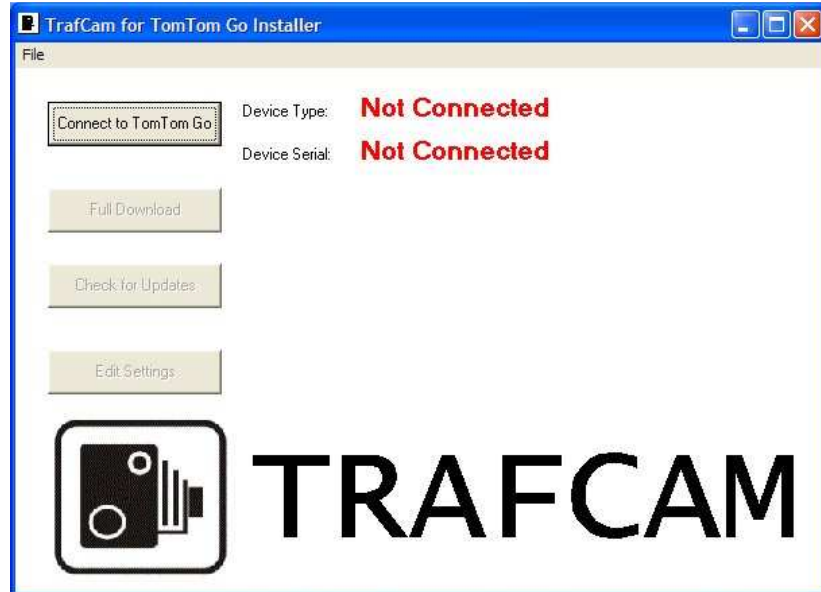 TrafCam for TomTom Go Installer
File
Connect to TomTom Go
Device Type: Not Connected
Device Serial: Not Connected
Full Download
Check for Updates
Edit Settings
TRAFCAM